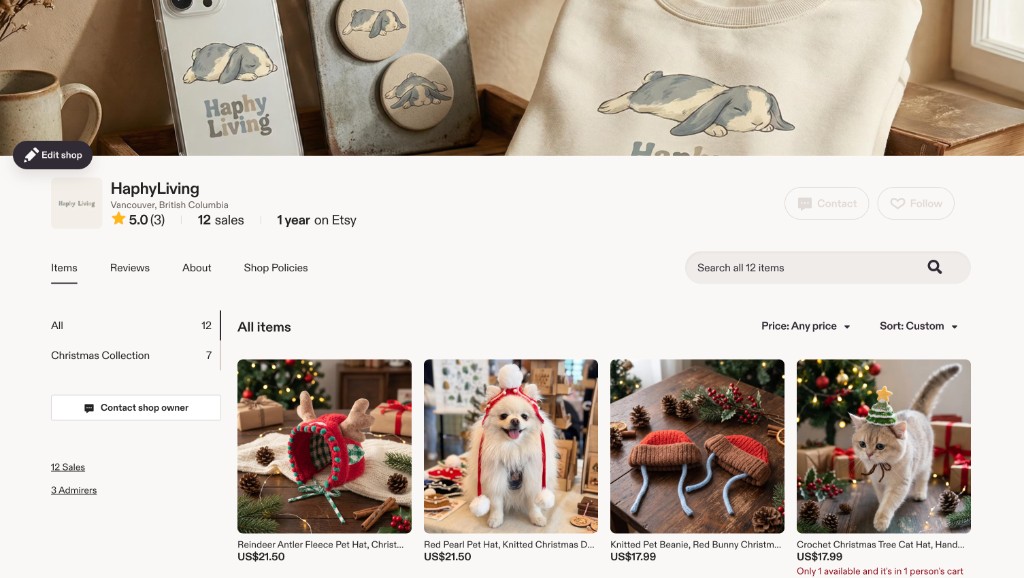 Haphy
Living
Haphy
Edit shop
Haphy Living
HaphyLiving
Vancouver, British Columbia
5.0 (3) 12 sales 1 year on Etsy
Contact Follow
Items Reviews About Shop Policies
Search all 12 items
All 12
Christmas Collection 7
All items
Price: Any price Sort: Custom
Contact shop owner
12 Sales
3 Admirers
Reindeer Antler Fleece Pet Hat, Christ...
US$21.50
Red Pearl Pet Hat, Knitted Christmas D...
US$21.50
Knitted Pet Beanie, Red Bunny Christm...
US$17.99
Crochet Christmas Tree Cat Hat, Hand...
US$17.99
Only 1 available and it's in 1 person's cart